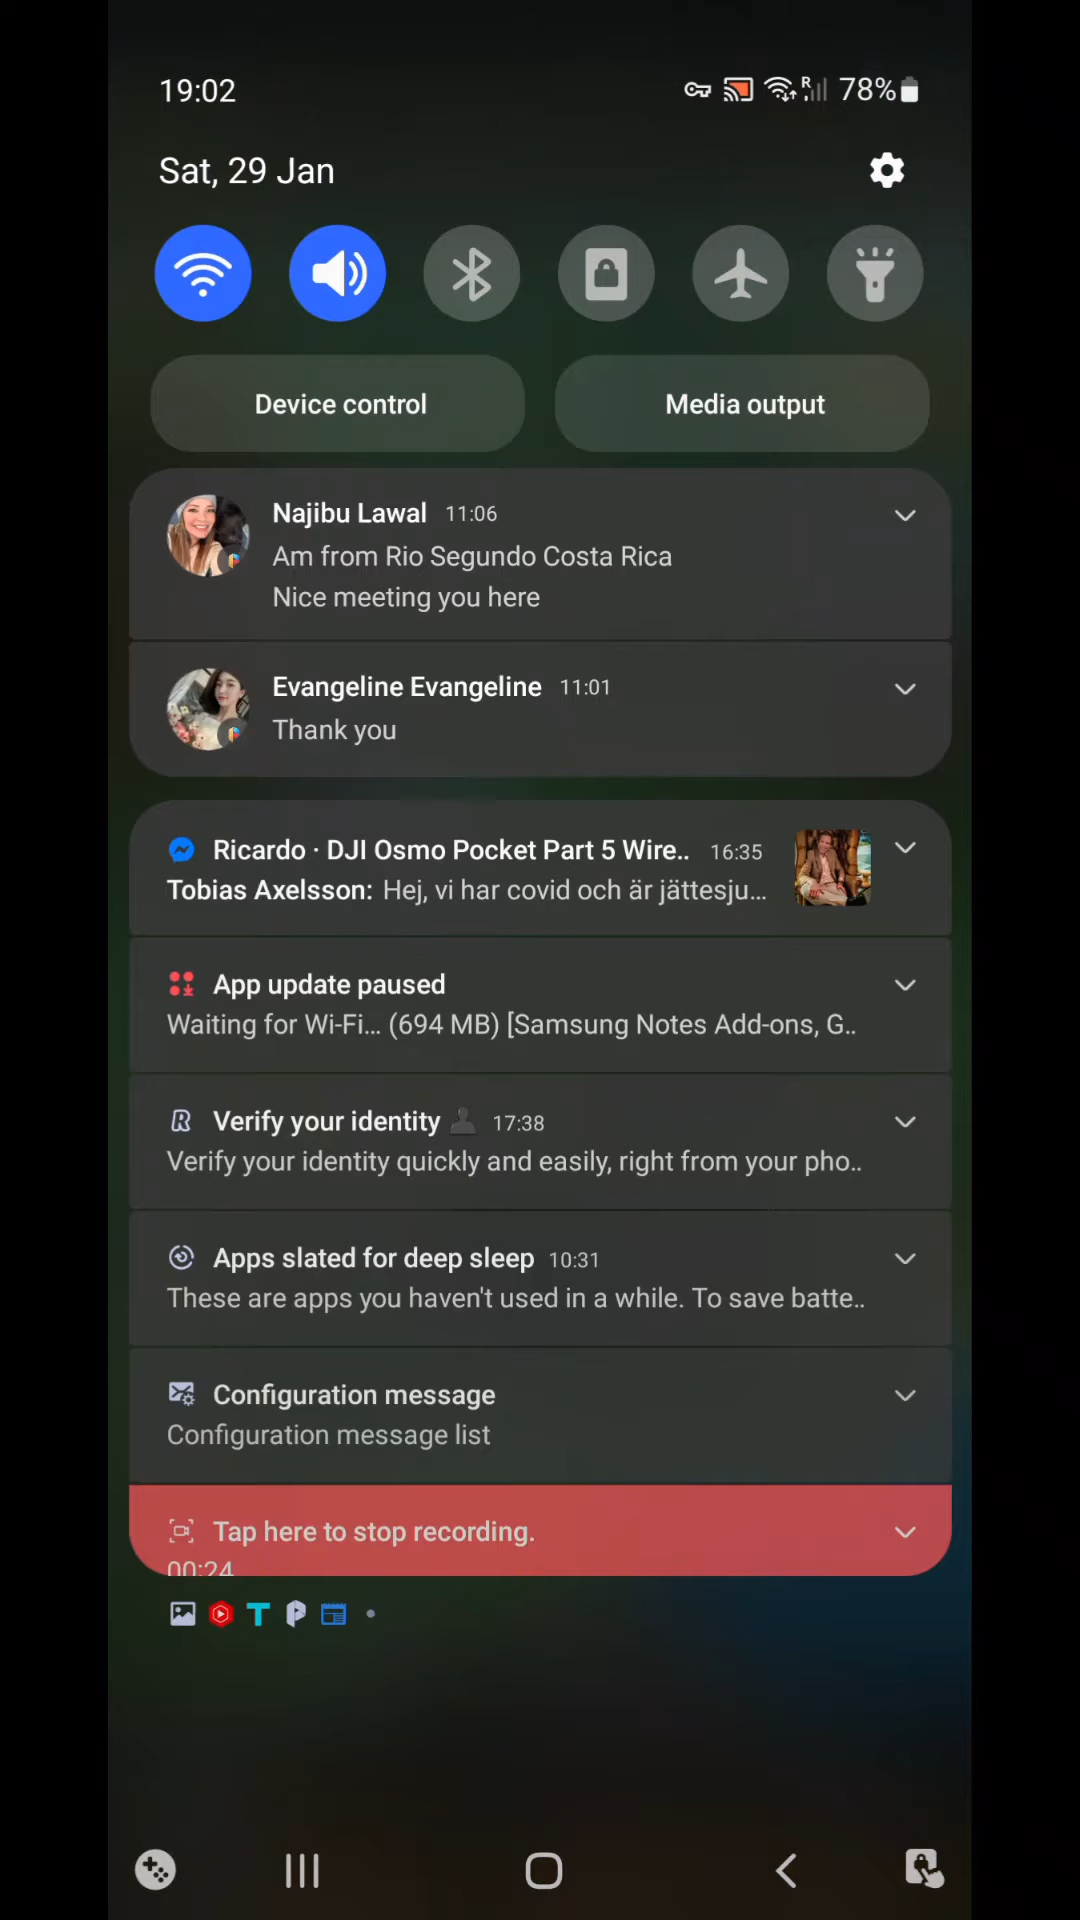 19:02
R
78%
Sat, 29 Jan
Device control
Media output
Najibu Lawal 11:06
Am from Rio Segundo Costa Rica
Nice meeting you here
Evangeline Evangeline 11:01
Thank you
Ricardo · DJI Osmo Pocket Part 5 Wire.. 16:35
Tobias Axelsson: Hej, vi har covid och är jättesju...
App update paused
Waiting for Wi-Fi... (694 MB) [Samsung Notes Add-ons, G..
Verify your identity 17:38
Verify your identity quickly and easily, right from your pho..
Apps slated for deep sleep 10:31
These are apps you haven't used in a while. To save batte..
Configuration message
Configuration message list
Tap here to stop recording.
00:24